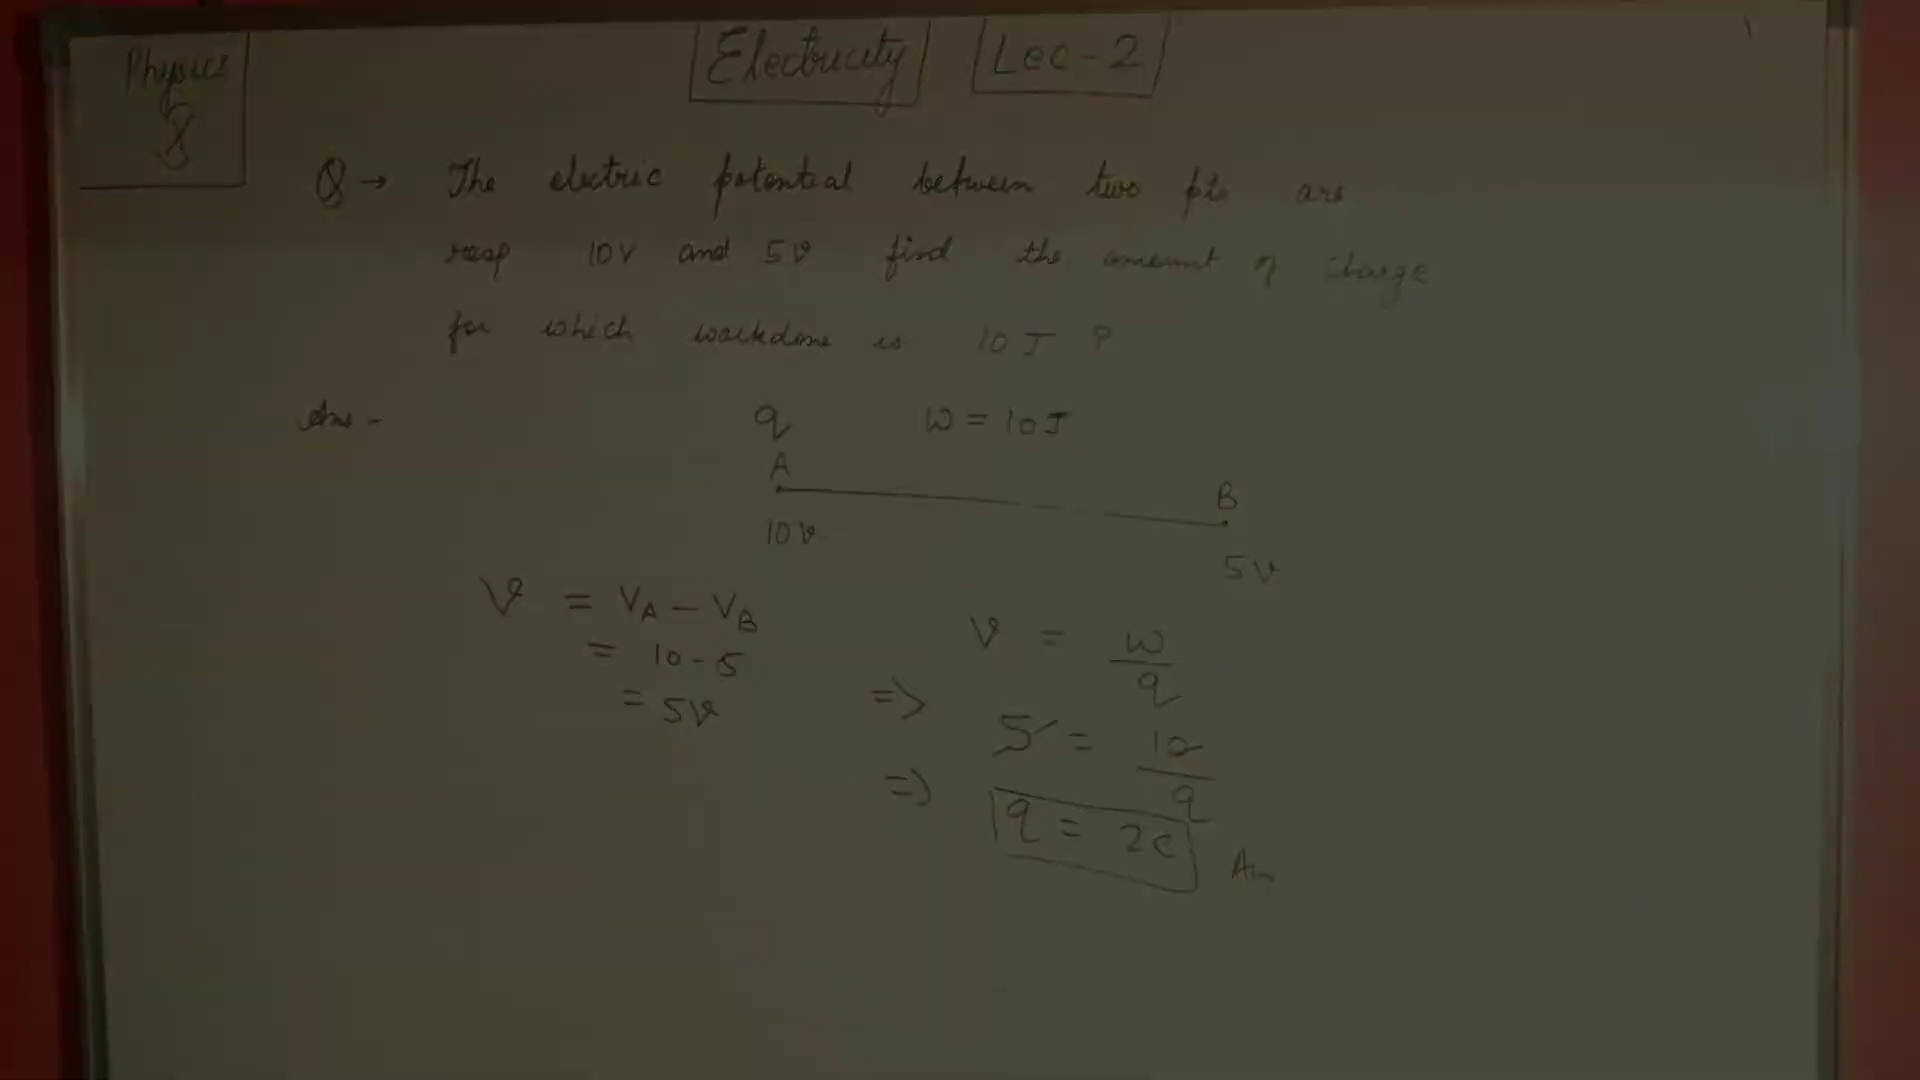 Physics
8
Electricity Lec-2
Q → The electric potential between two pts are
resp 10V and 5V find the amount of charge
for which workdone is 10 J ?
Ans -
q W = 10J
A
B
10V
5V
V = VA - VB
= 10-5
= 5V
V = W/q
=> 5 = 10/q
=> q = 2C Ans